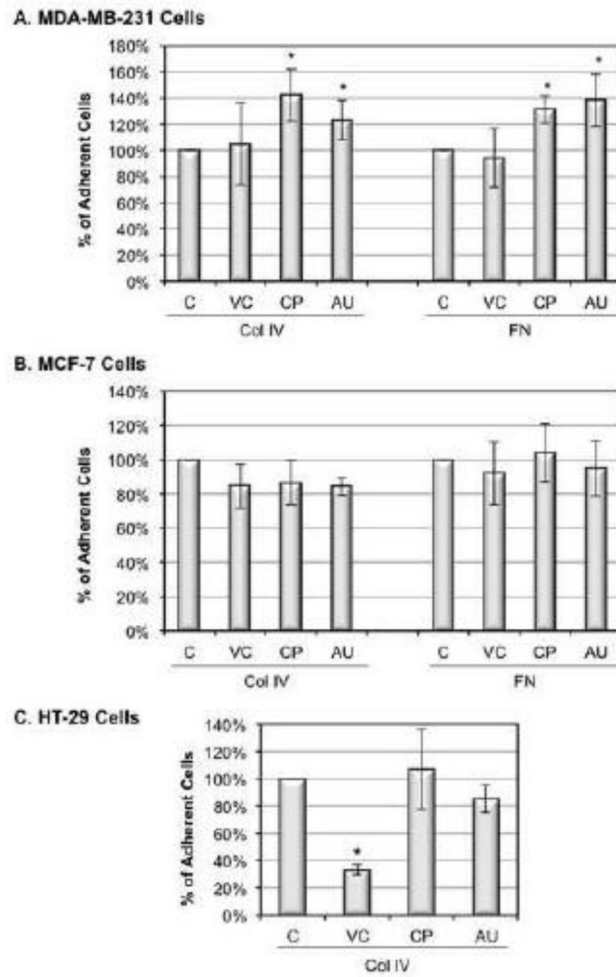 A. MDA-MB-231 Cells
% of Adherent Cells
180%
160%
140%
120%
100%
80%
60%
40%
20%
0%
* * * *
C VC CP AU C VC CP AU
Col IV FN
B. MCF-7 Cells
% of Adherent Cells
140%
120%
100%
80%
60%
40%
20%
0%
C VC CP AU C VC CP AU
Col IV FN
C. HT-29 Cells
% of Adherent Cells
140%
120%
100%
80%
60%
40%
20%
0%
*
C VC CP AU
Col IV